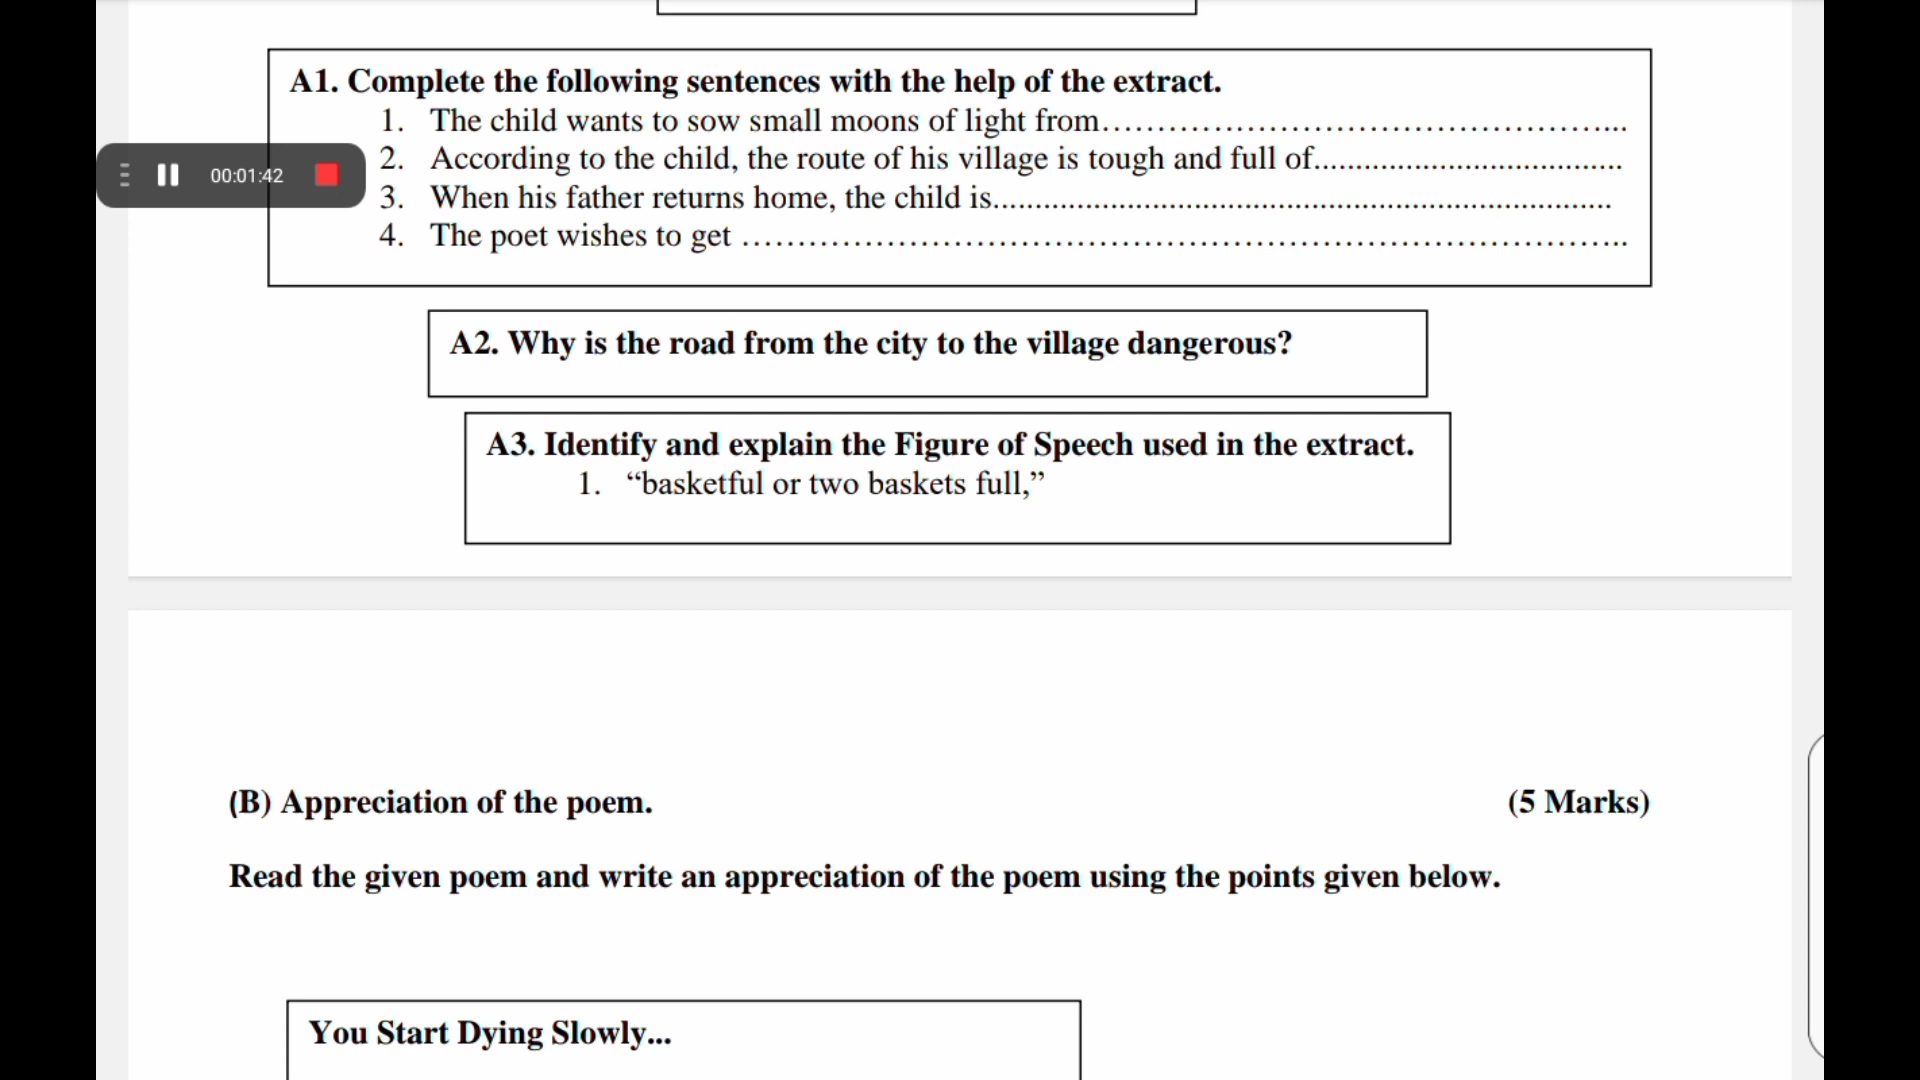 A1. Complete the following sentences with the help of the extract.
1. The child wants to sow small moons of light from..................................................
2. According to the child, the route of his village is tough and full of....................................
3. When his father returns home, the child is..........................................................................
4. The poet wishes to get ..................................................................................
00:01:42
A2. Why is the road from the city to the village dangerous?
A3. Identify and explain the Figure of Speech used in the extract.
1. “basketful or two baskets full,”
(B) Appreciation of the poem. (5 Marks)
Read the given poem and write an appreciation of the poem using the points given below.
You Start Dying Slowly...